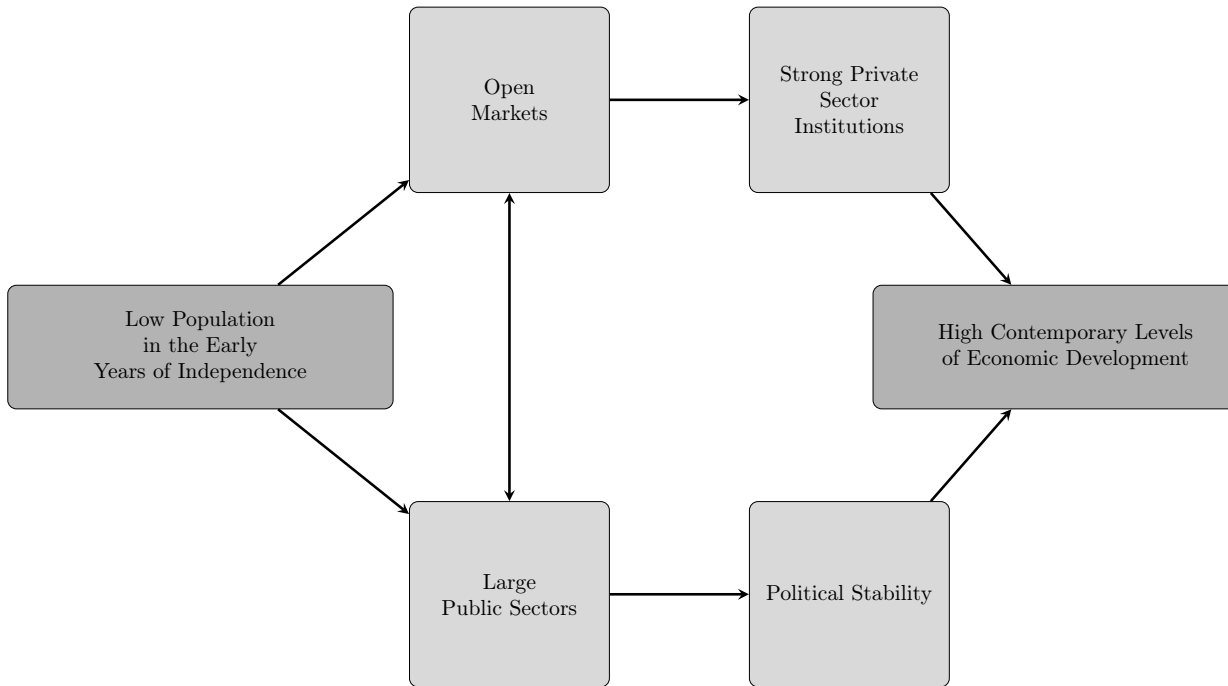 Open
Markets
Strong Private
Sector
Institutions
Low Population
in the Early
Years of Independence
High Contemporary Levels
of Economic Development
Large
Public Sectors
Political Stability